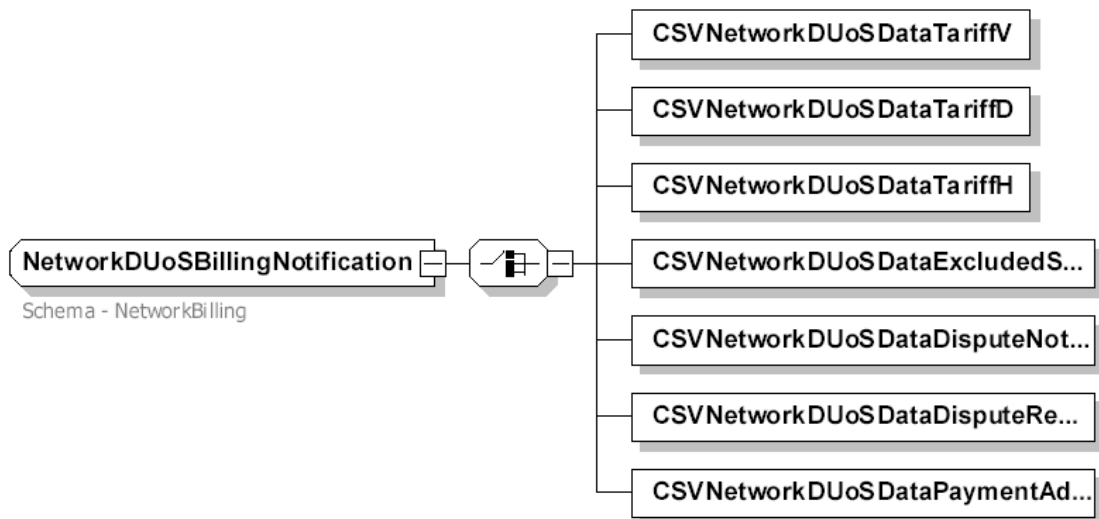 CSVNetworkDUoSDataTariffV
CSVNetworkDUoSDataTariffD
CSVNetworkDUoSDataTariffH
NetworkDUoSBillingNotification
CSVNetworkDUoSDataExcludedS...
Schema - NetworkBilling
CSVNetworkDUoSDataDisputeNot...
CSVNetworkDUoSDataDisputeRe...
CSVNetworkDUoSDataPaymentAd...